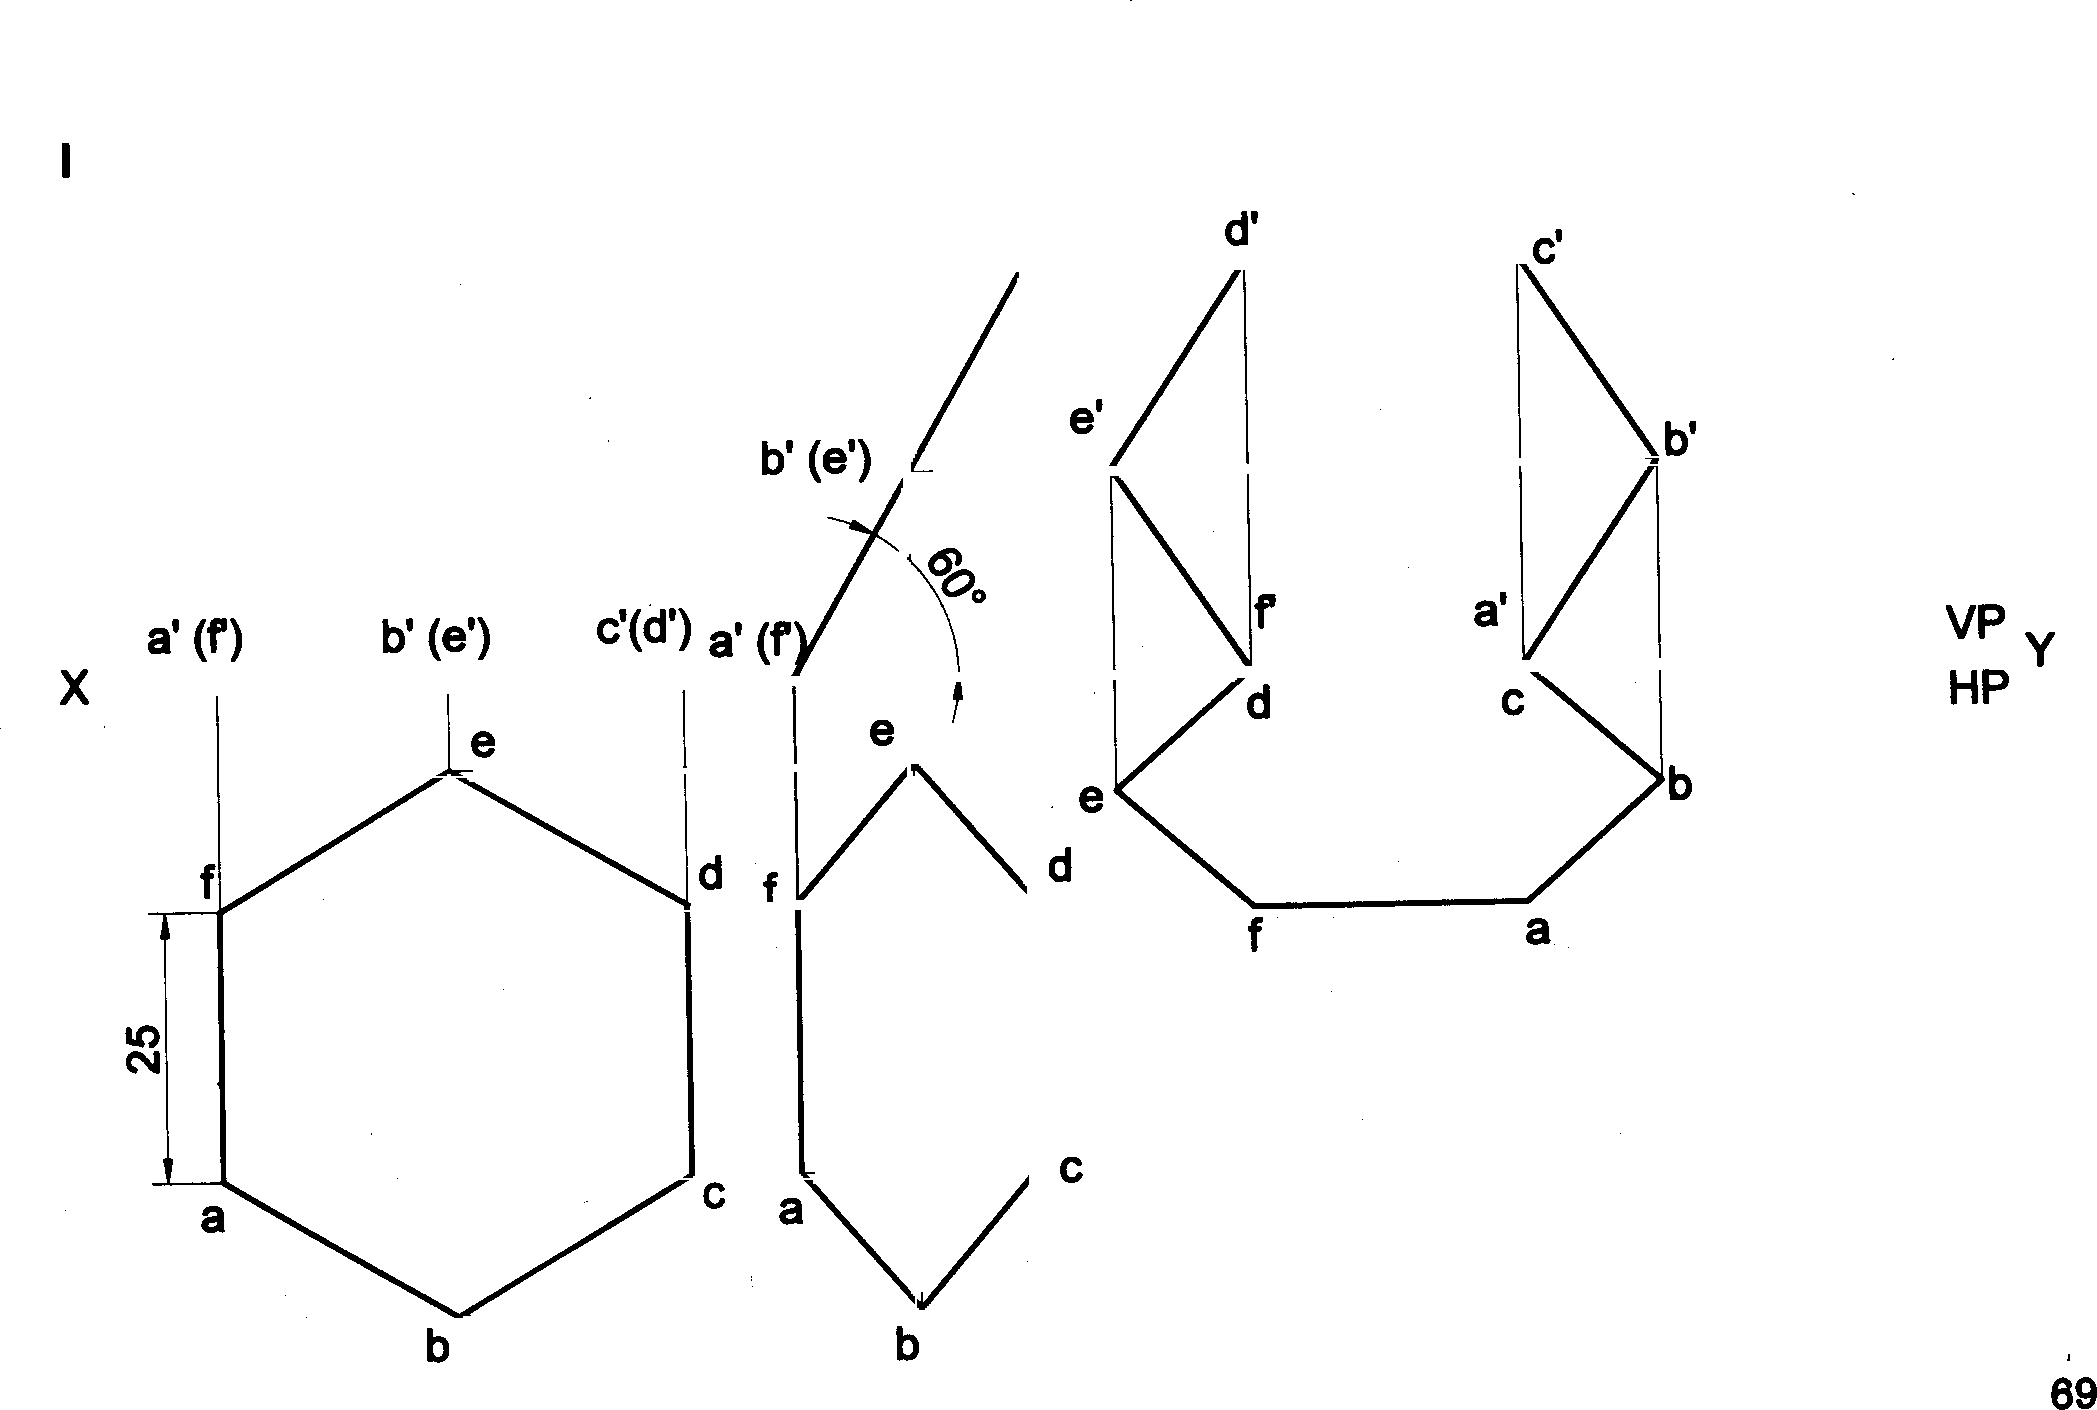 I
d'
c'
e'
b'
b' (e')
60°
a' (f')
b' (e')
c'(d')
a' (f')
f'
a'
VP
Y
HP
X
d
c
e
e
e
b
f
d
f
d
f
a
25
a
c
a
c
b
b
69